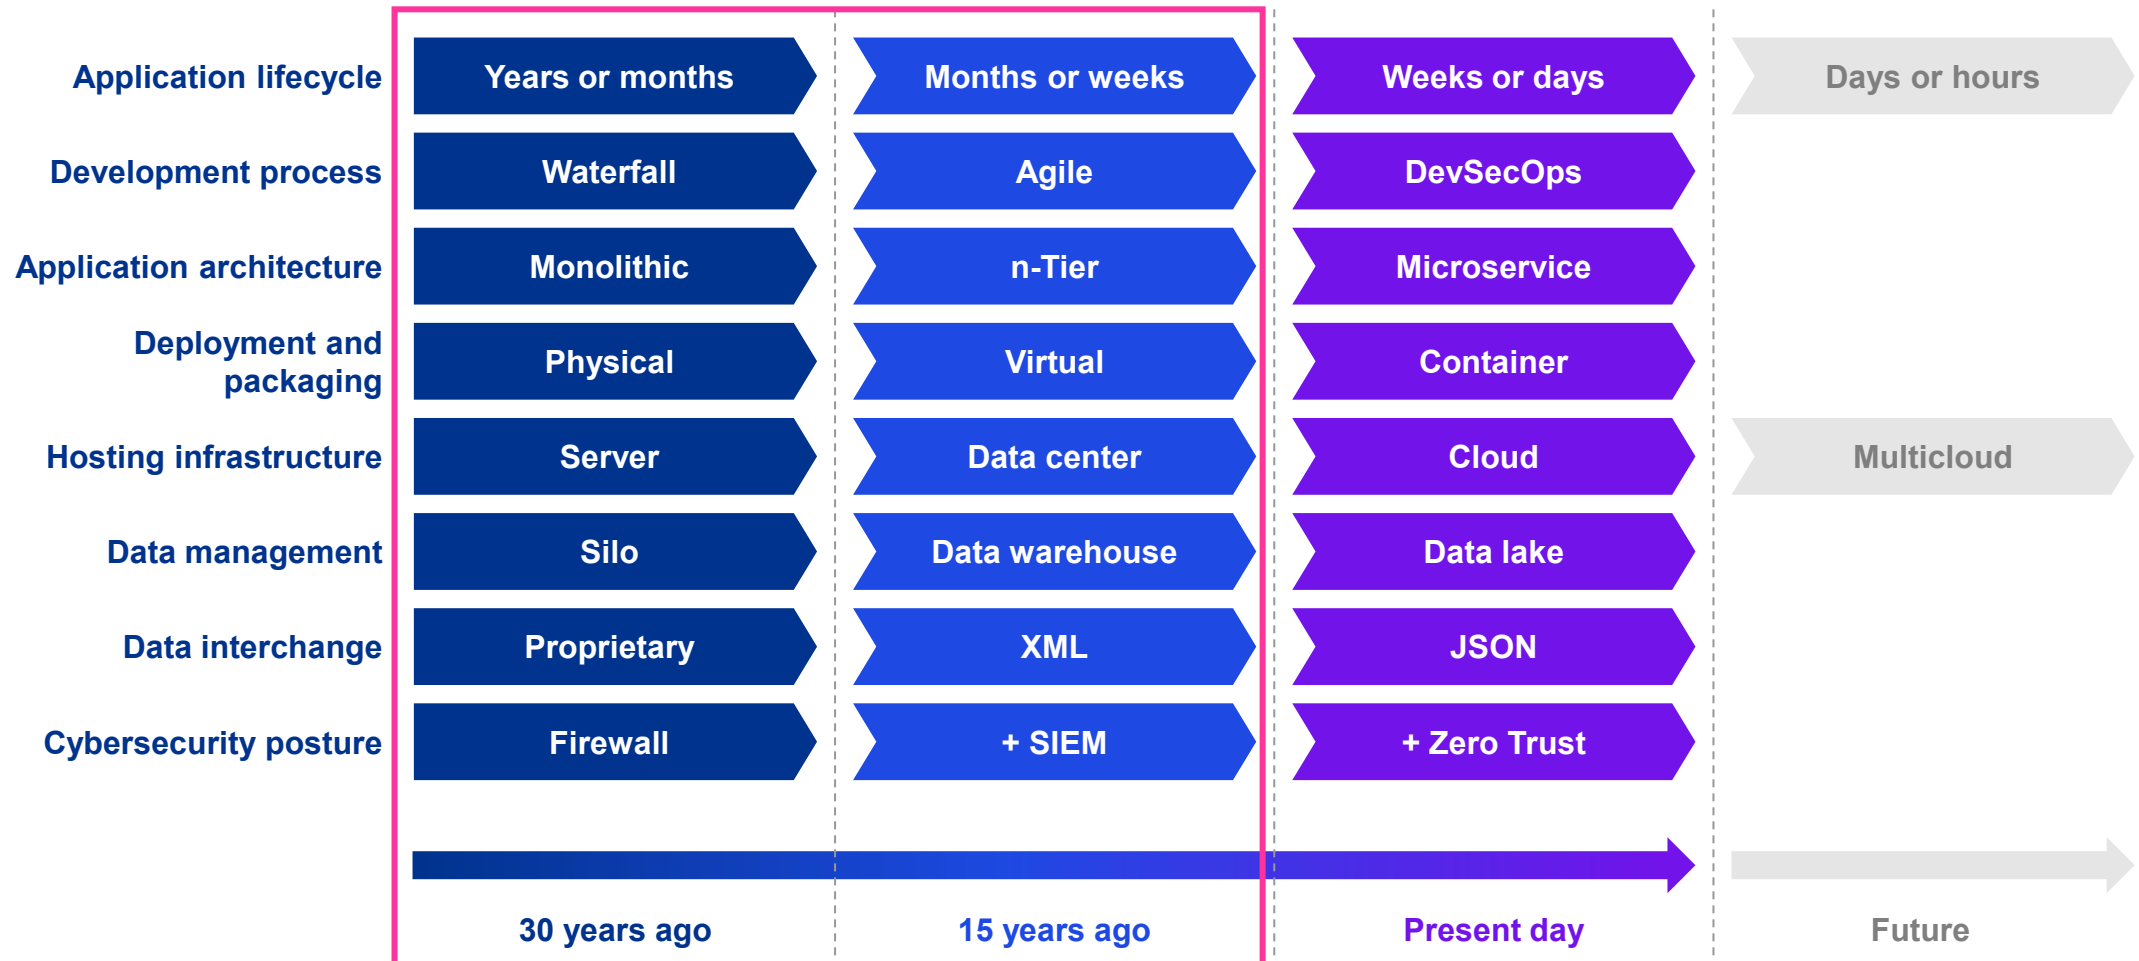 Application lifecycle
Years or months
Months or weeks
Weeks or days
Days or hours
Development process
Waterfall
Agile
DevSecOps
Application architecture
Monolithic
n-Tier
Microservice
Deployment and
packaging
Physical
Virtual
Container
Hosting infrastructure
Server
Data center
Cloud
Multicloud
Data management
Silo
Data warehouse
Data lake
Data interchange
Proprietary
XML
JSON
Cybersecurity posture
Firewall
+ SIEM
+ Zero Trust
30 years ago
15 years ago
Present day
Future